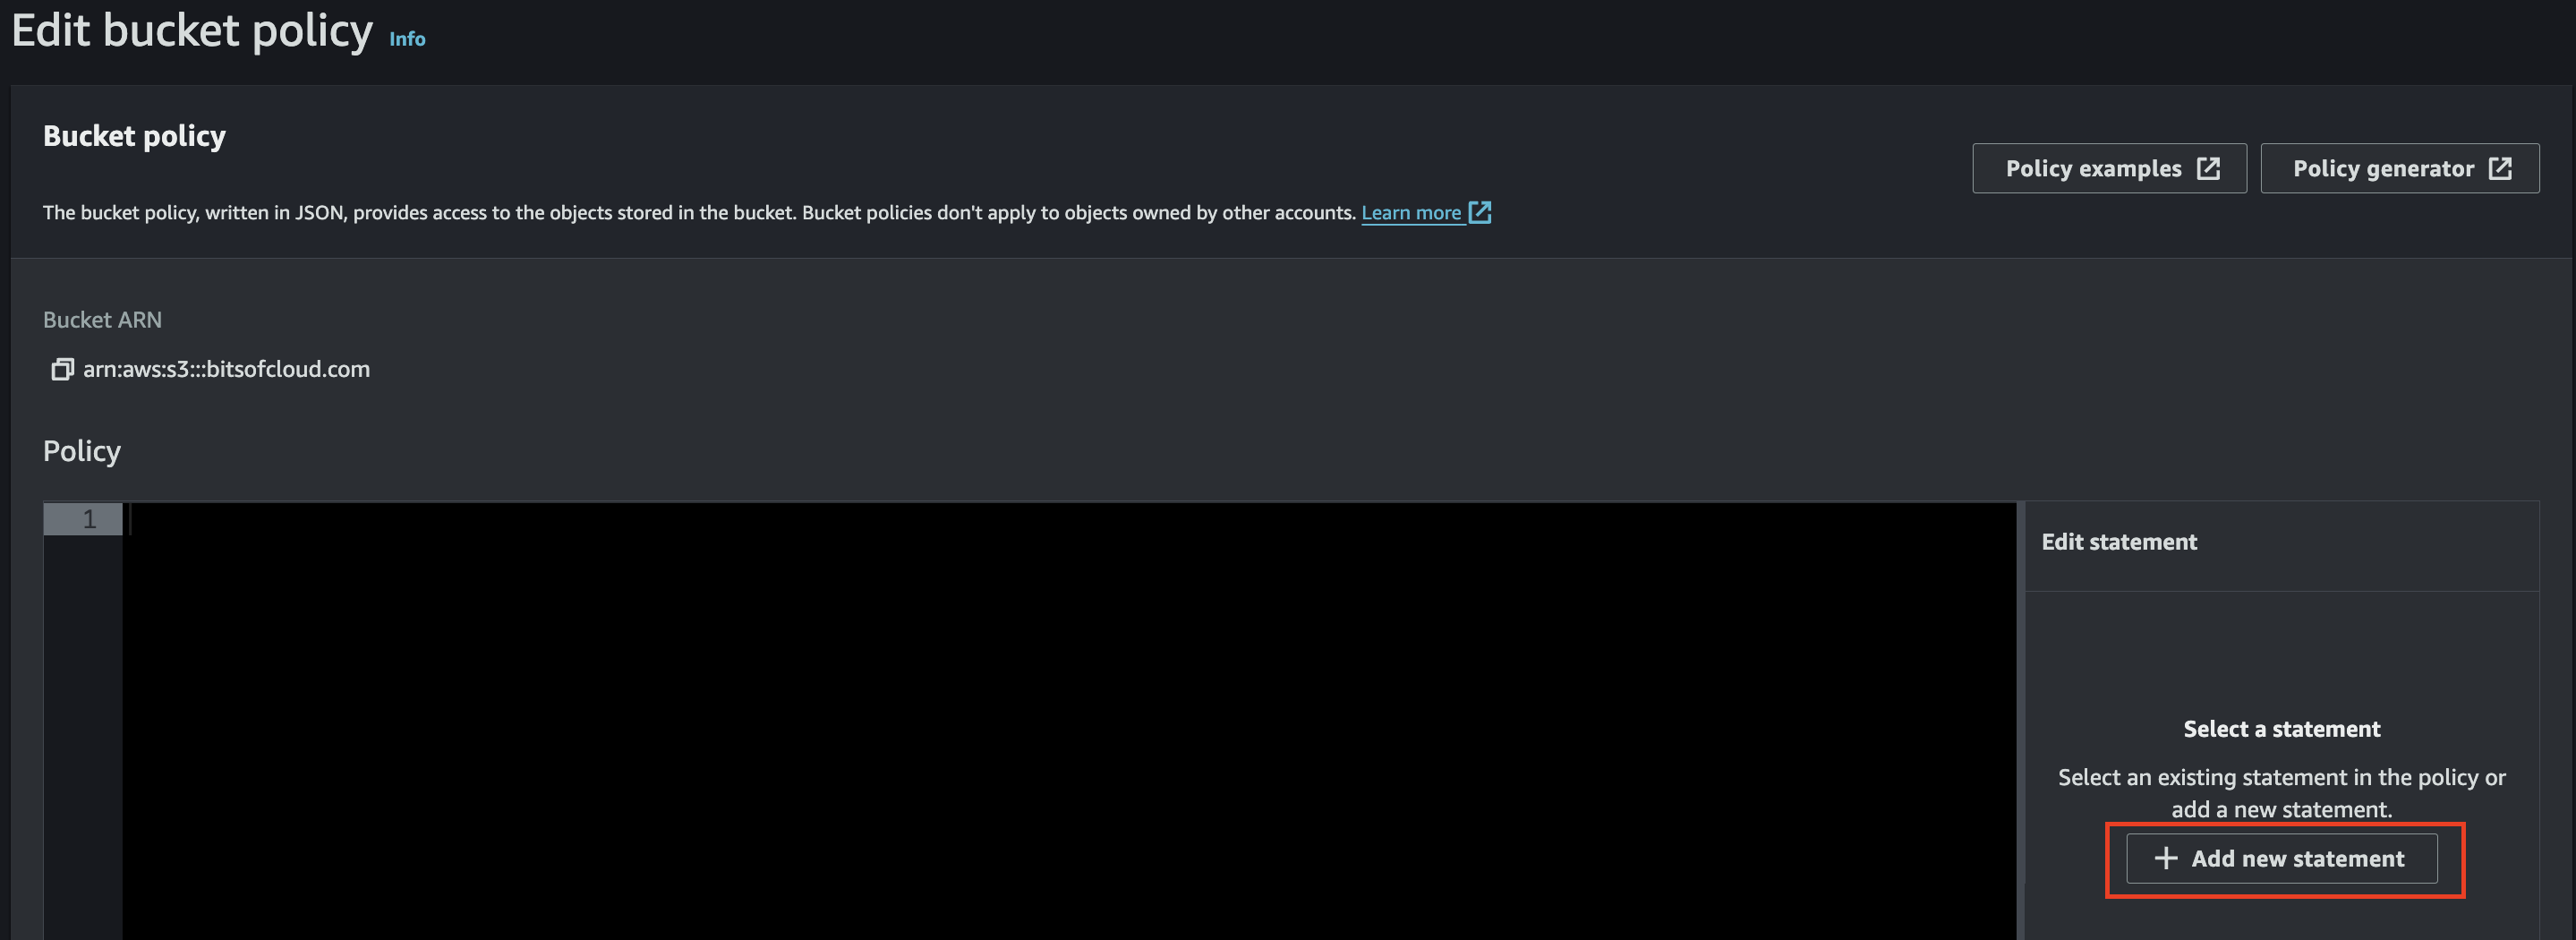 Edit bucket policy Info
Bucket policy
Policy examples
Policy generator
The bucket policy, written in JSON, provides access to the objects stored in the bucket. Bucket policies don't apply to objects owned by other accounts. Learn more
Bucket ARN
arn:aws:s3:::bitsofcloud.com
Policy
1
Edit statement
Select a statement
Select an existing statement in the policy or
add a new statement.
+ Add new statement